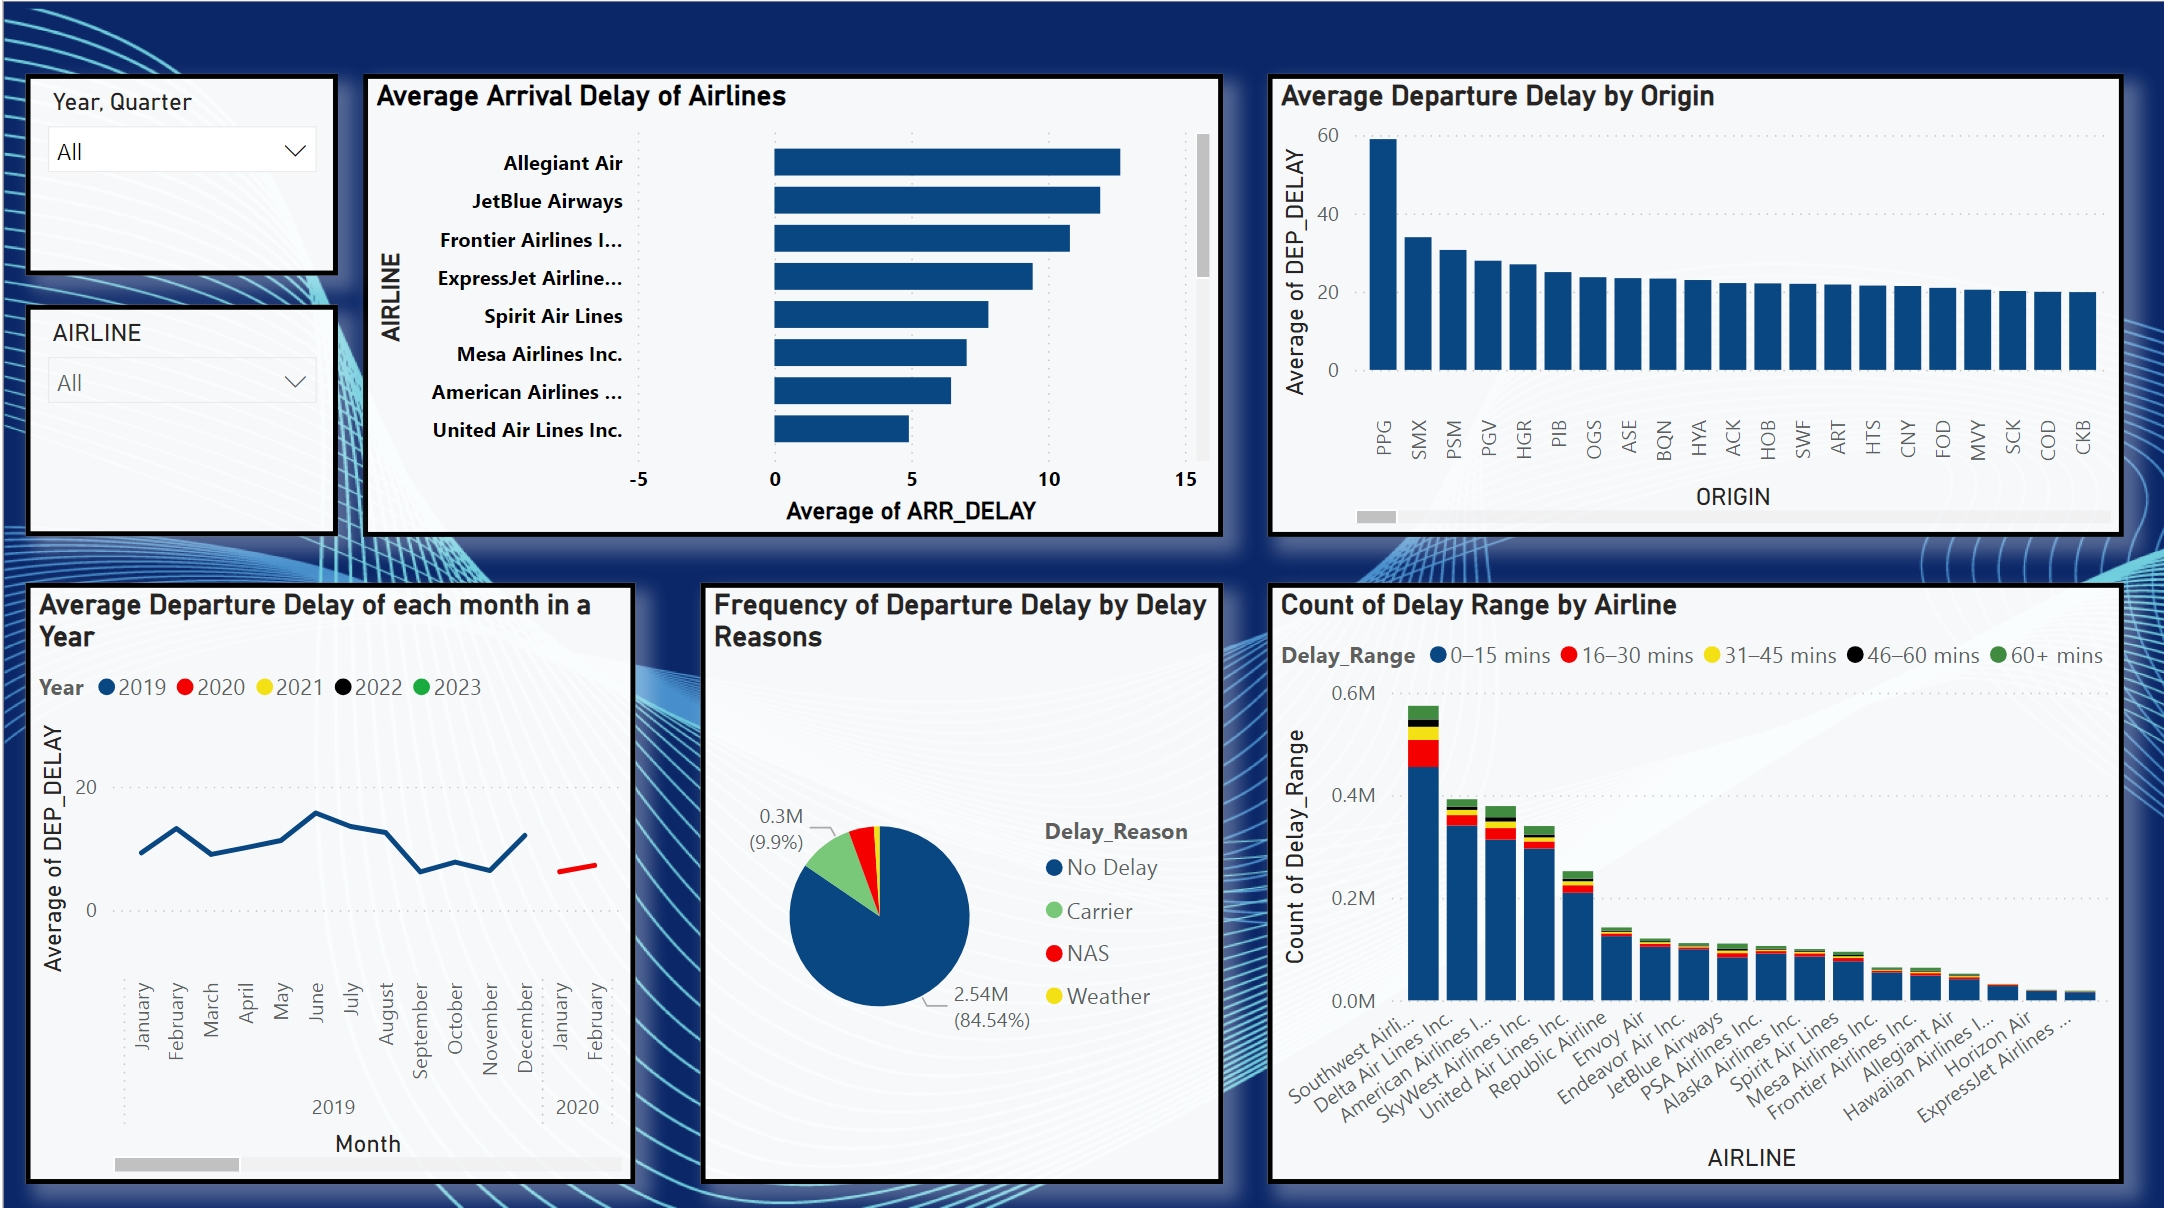 Year, Quarter
All
AIRLINE
All
Average Arrival Delay of Airlines
AIRLINE
Allegiant Air
JetBlue Airways
Frontier Airlines I...
ExpressJet Airline...
Spirit Air Lines
Mesa Airlines Inc.
American Airlines ...
United Air Lines Inc.
-5 0 5 10 15
Average of ARR_DELAY
Average Departure Delay by Origin
Average of DEP_DELAY
60
40
20
0
PPG SMX PSM PGV HGR PIB OGS ASE BQN HYA ACK HOB SWF ART HTS CNY FOD MVY SCK COD CKB
ORIGIN
Average Departure Delay of each month in a
Year
Year 2019 2020 2021 2022 2023
Average of DEP_DELAY
20
0
January February March April May June July August September October November December January February
2019 2020
Month
Frequency of Departure Delay by Delay
Reasons
0.3M
(9.9%)
2.54M
(84.54%)
Delay_Reason
No Delay
Carrier
NAS
Weather
Count of Delay Range by Airline
Delay_Range 0–15 mins 16–30 mins 31–45 mins 46–60 mins 60+ mins
Count of Delay_Range
0.6M
0.4M
0.2M
0.0M
Southwest Airli...
Delta Air Lines Inc.
American Airlines I...
SkyWest Airlines Inc.
United Air Lines Inc.
Republic Airline
Envoy Air
Endeavor Air Inc.
JetBlue Airways
PSA Airlines Inc.
Alaska Airlines Inc.
Spirit Air Lines
Mesa Airlines Inc.
Frontier Airlines Inc.
Allegiant Air
Hawaiian Airlines I...
Horizon Air
ExpressJet Airlines ...
AIRLINE